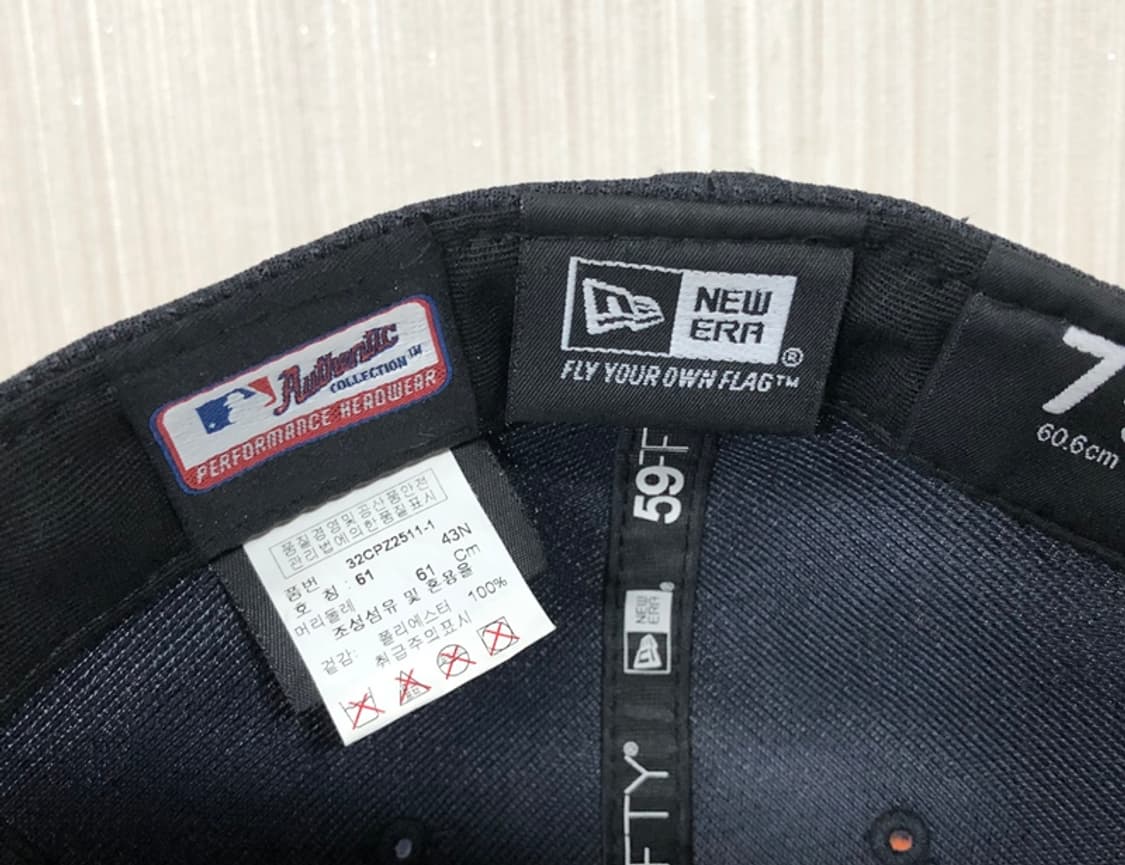 Authentic
COLLECTION™
PERFORMANCE HEADWEAR
NEW
ERA
®
FLY YOUR OWN FLAG™
7
60.6cm
품질경영및공산품안전
관리법에의한품질표시
품번 32CPZ2511-1 43N
호 칭 : 61
머리둘레 61 Cm
조성섬유 및 혼용율
겉감: 폴리에스터 100%
취급주의표시
59-F
NEW
ERA
®
FTY®